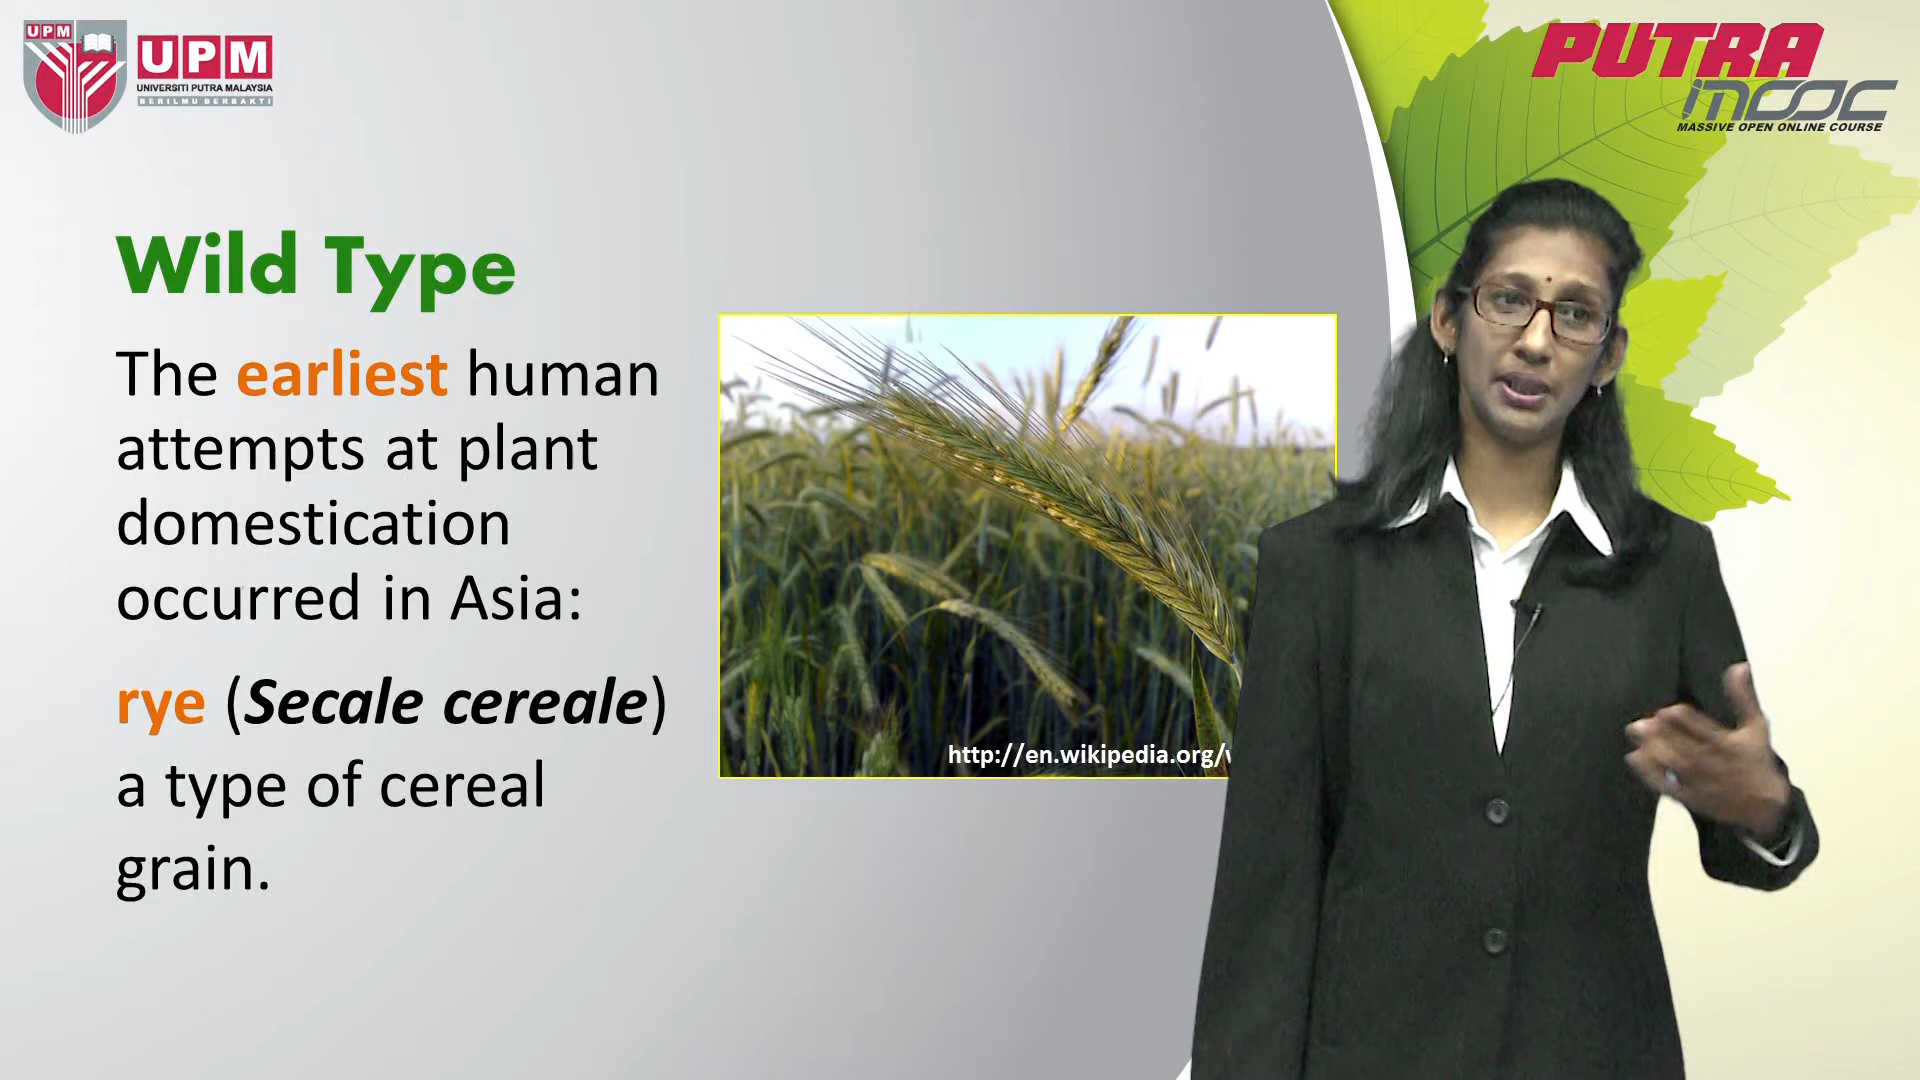 UPM
UPM
UNIVERSITI PUTRA MALAYSIA
BERILMU BERBAKTI
PUTRA
mooc
MASSIVE OPEN ONLINE COURSE
Wild Type
The earliest human
attempts at plant
domestication
occurred in Asia:
rye (Secale cereale)
a type of cereal
grain.
http://en.wikipedia.org/